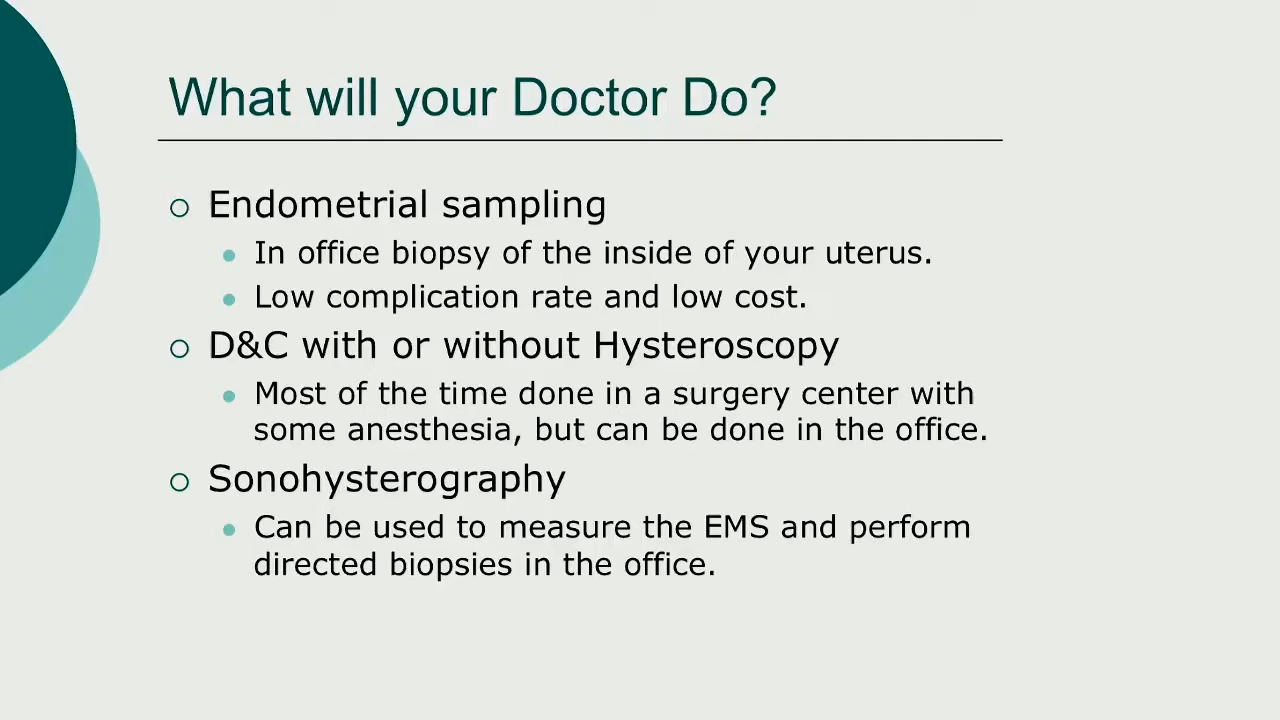 What will your Doctor Do?
Endometrial sampling
In office biopsy of the inside of your uterus.
Low complication rate and low cost.
D&C with or without Hysteroscopy
Most of the time done in a surgery center with
some anesthesia, but can be done in the office.
Sonohysterography
Can be used to measure the EMS and perform
directed biopsies in the office.